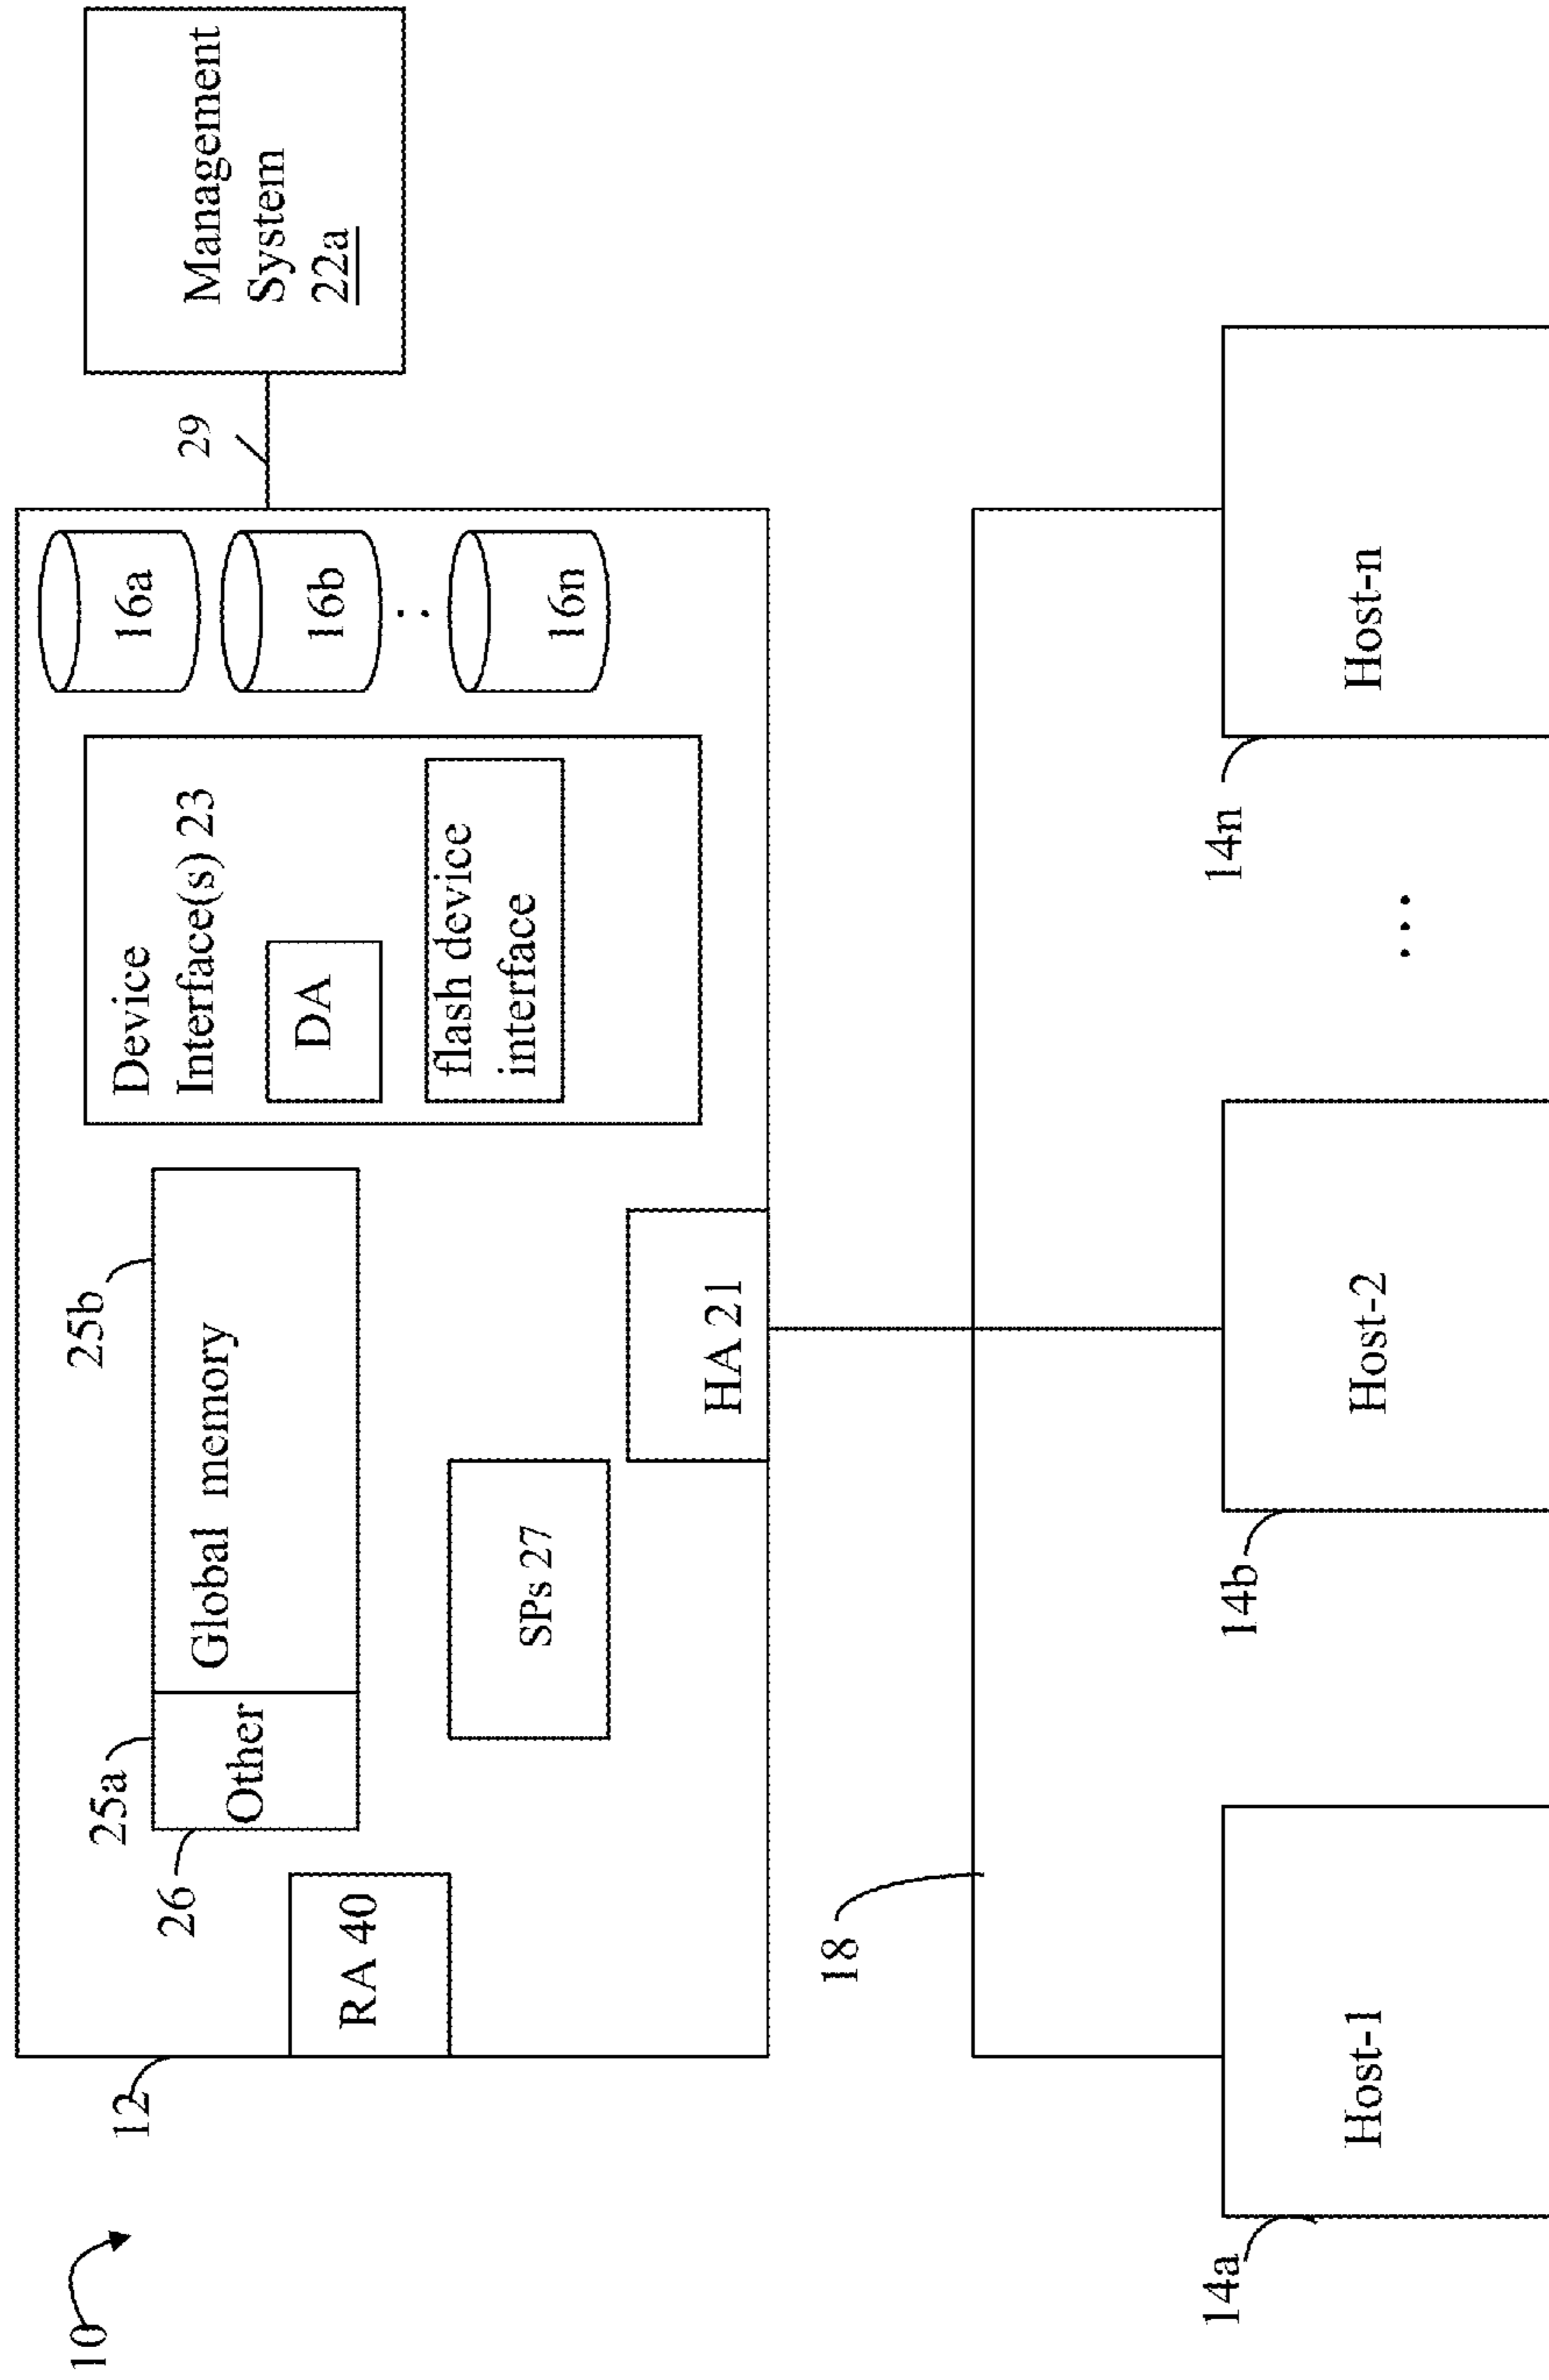 10
12
25a
25b
26
Other
Global memory
RA 40
SPs 27
HA 21
Device
Interface(s) 23
DA
flash device
interface
16a
16b
:
16n
29
Management
System
22a
18
14a
Host-1
14b
Host-2
...
14n
Host-n